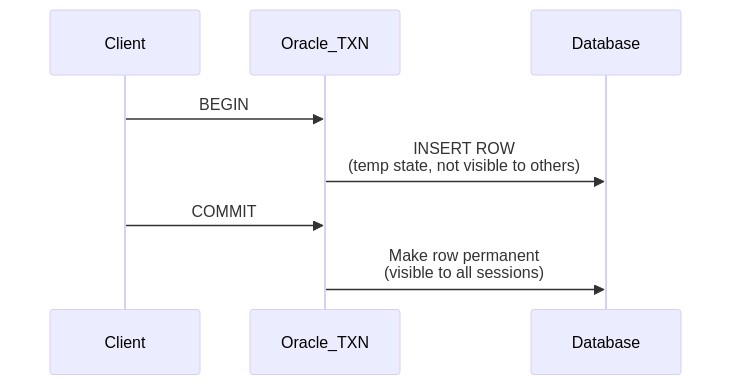 Client
Oracle_TXN
Database
BEGIN
INSERT ROW
(temp state, not visible to others)
COMMIT
Make row permanent
(visible to all sessions)
Client
Oracle_TXN
Database